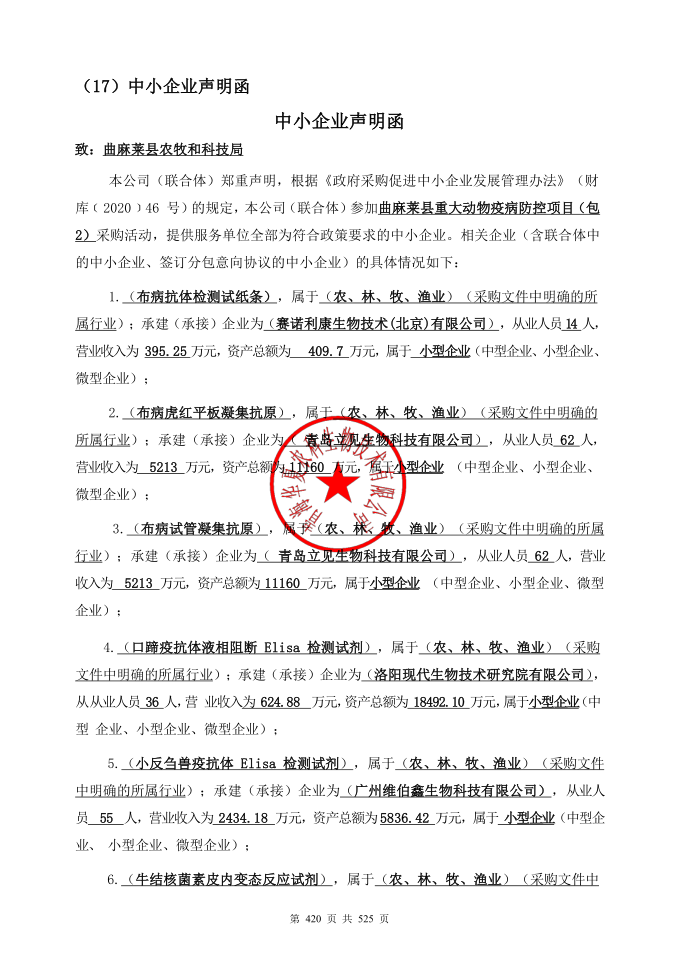 （17）中小企业声明函
中小企业声明函
致：曲麻莱县农牧和科技局
本公司（联合体）郑重声明，根据《政府采购促进中小企业发展管理办法》（财
库﹝2020﹞46 号)的规定，本公司（联合体）参加曲麻莱县重大动物疫病防控项目（包
2）采购活动，提供服务单位全部为符合政策要求的中小企业。相关企业（含联合体中
的中小企业、签订分包意向协议的中小企业）的具体情况如下：
1.（布病抗体检测试纸条），属于（农、林、牧、渔业）（采购文件中明确的所
属行业）；承建（承接）企业为（赛诺利康生物技术(北京)有限公司），从业人员 14 人，
营业收入为 395.25 万元，资产总额为 409.7 万元，属于 小型企业（中型企业、小型企业、
微型企业）；
2.（布病虎红平板凝集抗原），属于（农、林、牧、渔业）（采购文件中明确的
所属行业）；承建（承接）企业为（ 青岛立见生物科技有限公司），从业人员 62 人，
营业收入为 5213 万元，资产总额为 11160 万元，属于小型企业 （中型企业、小型企业、
微型企业）；
3.（布病试管凝集抗原），属于（农、林、牧、渔业）（采购文件中明确的所属
行业）；承建（承接）企业为（ 青岛立见生物科技有限公司），从业人员 62 人，营业
收入为 5213 万元，资产总额为 11160 万元，属于小型企业 （中型企业、小型企业、微型
企业）；
4.（口蹄疫抗体液相阻断 Elisa 检测试剂），属于（农、林、牧、渔业）（采购
文件中明确的所属行业）；承建（承接）企业为（洛阳现代生物技术研究院有限公司），
从从业人员 36 人，营 业收入为 624.88 万元，资产总额为 18492.10 万元，属于小型企业（中
型 企业、小型企业、微型企业）；
5.（小反刍兽疫抗体 Elisa 检测试剂），属于（农、林、牧、渔业）（采购文件
中明确的所属行业）；承建（承接）企业为（广州维伯鑫生物科技有限公司），从业人
员 55 人，营业收入为 2434.18 万元，资产总额为 5836.42 万元，属于 小型企业（中型企
业、 小型企业、微型企业）；
6.（牛结核菌素皮内变态反应试剂），属于（农、林、牧、渔业）（采购文件中
第 420 页 共 525 页